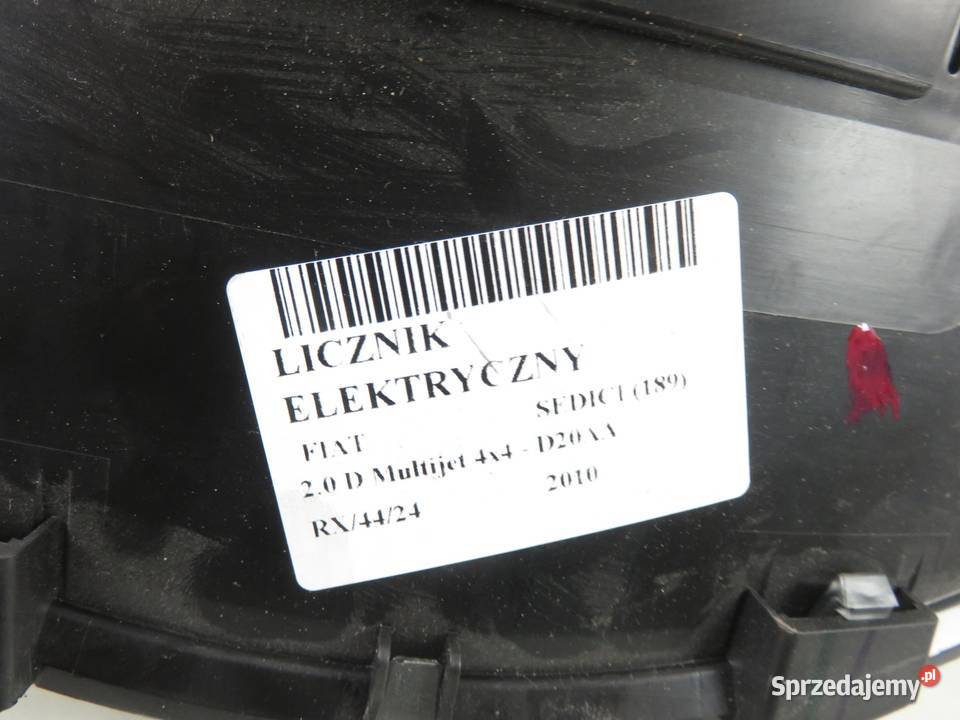 LICZNIK
ELEKTRYCZNY
FIAT SEDICI (189)
2.0 D Multijet 4x4 - D20AA
RX/44/24 2010
Sprzedajemy.pl